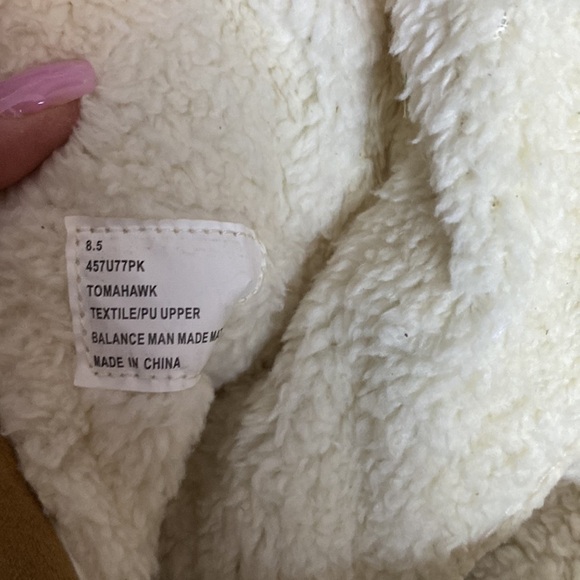 8.5
457U77PK
TOMAHAWK
TEXTILE/PU UPPER
BALANCE MAN MADE
MADE IN CHINA